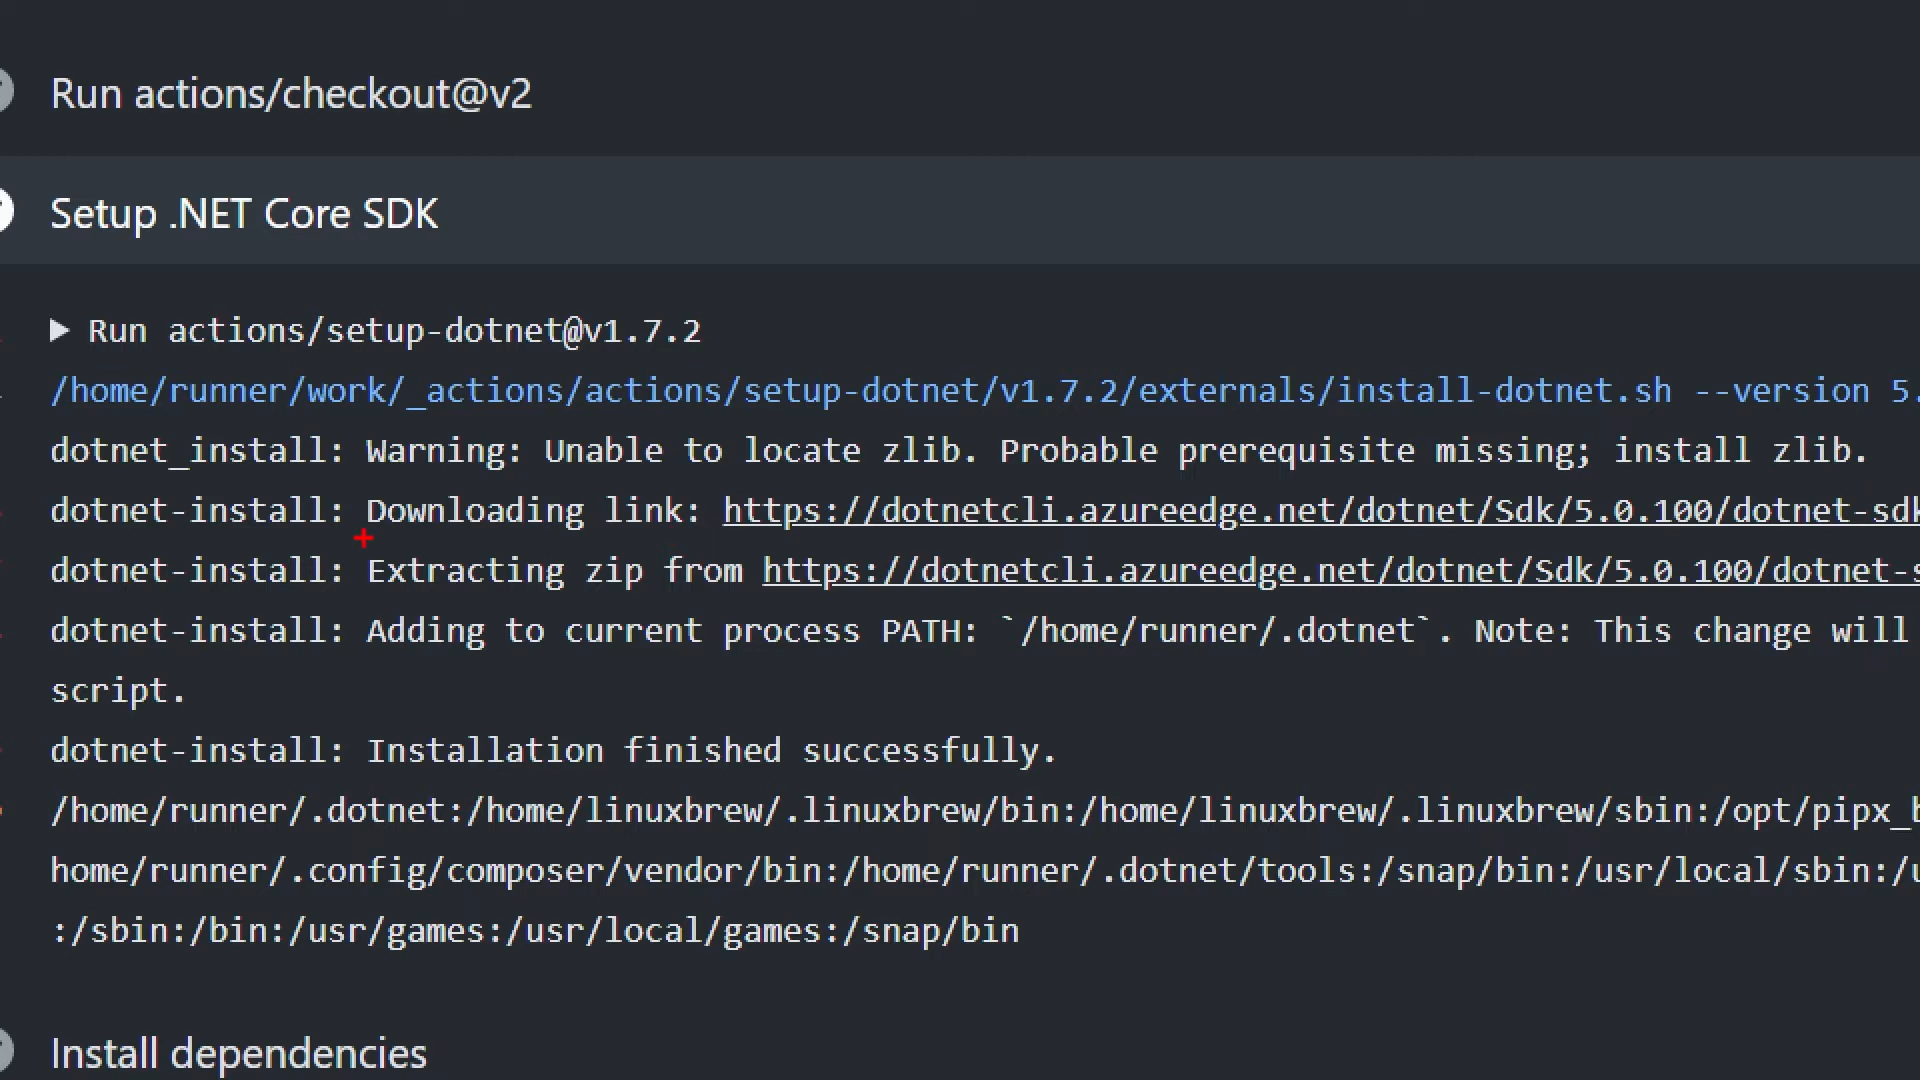 Run actions/checkout@v2
Setup .NET Core SDK
Run actions/setup-dotnet@v1.7.2
/home/runner/work/_actions/actions/setup-dotnet/v1.7.2/externals/install-dotnet.sh --version 5.
dotnet_install: Warning: Unable to locate zlib. Probable prerequisite missing; install zlib.
dotnet-install: Downloading link: https://dotnetcli.azureedge.net/dotnet/Sdk/5.0.100/dotnet-sdk
dotnet-install: Extracting zip from https://dotnetcli.azureedge.net/dotnet/Sdk/5.0.100/dotnet-s
dotnet-install: Adding to current process PATH: `/home/runner/.dotnet`. Note: This change will
script.
dotnet-install: Installation finished successfully.
/home/runner/.dotnet:/home/linuxbrew/.linuxbrew/bin:/home/linuxbrew/.linuxbrew/sbin:/opt/pipx_b
home/runner/.config/composer/vendor/bin:/home/runner/.dotnet/tools:/snap/bin:/usr/local/sbin:/u
:/sbin:/bin:/usr/games:/usr/local/games:/snap/bin
Install dependencies